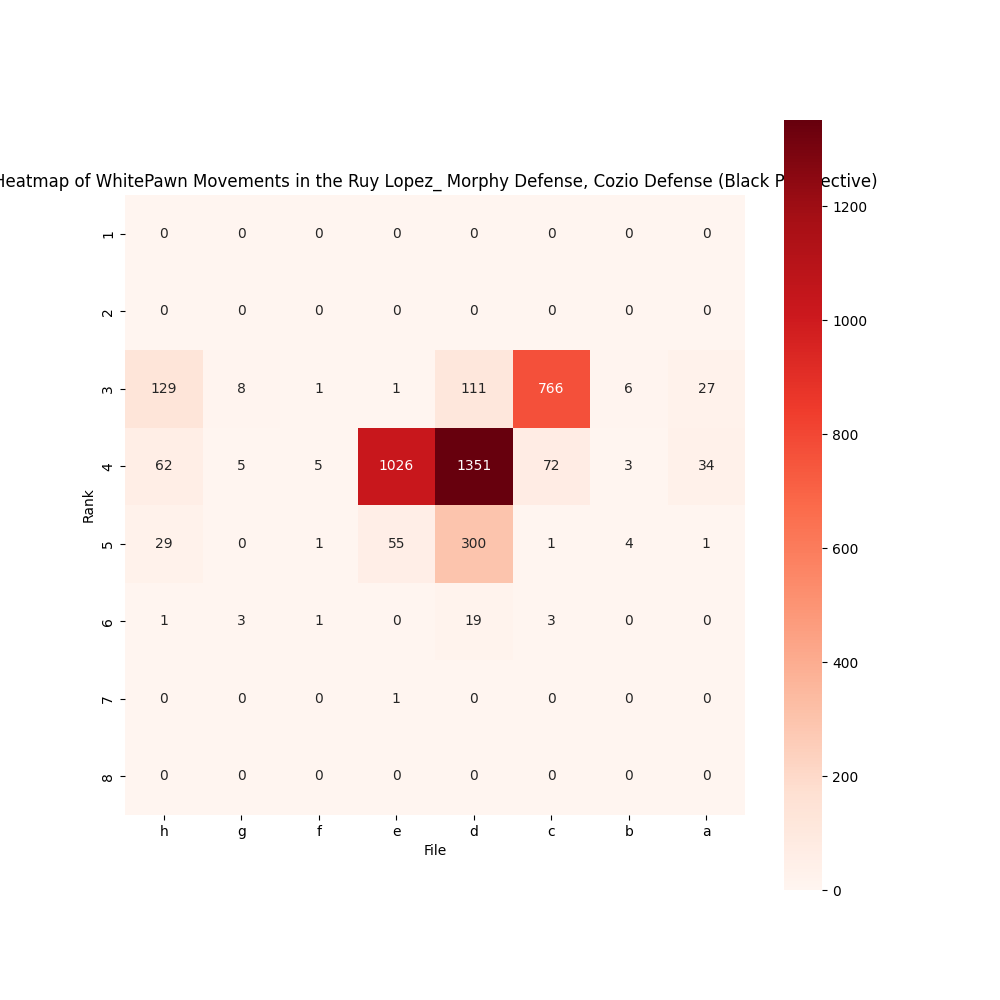 Heatmap of WhitePawn Movements in the Ruy Lopez_ Morphy Defense, Cozio Defense (Black P ective)
1200
1000
800
600
400
200
0
Rank
1 0 0 0 0 0 0 0 0
2 0 0 0 0 0 0 0 0
3 129 8 1 1 111 766 6 27
4 62 5 5 1026 1351 72 3 34
5 29 0 1 55 300 1 4 1
6 1 3 1 0 19 3 0 0
7 0 0 0 1 0 0 0 0
8 0 0 0 0 0 0 0 0
h g f e d c b a
File